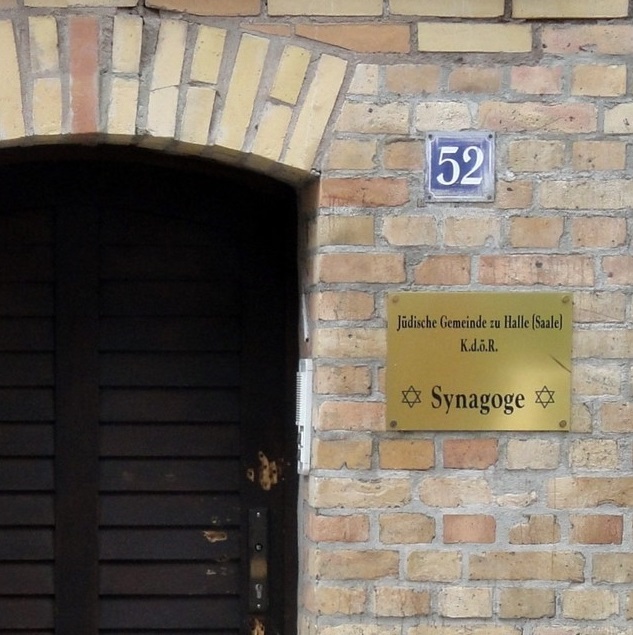 52
Jüdische Gemeinde zu Halle (Saale)
K.d.ö.R.
✡ Synagoge ✡